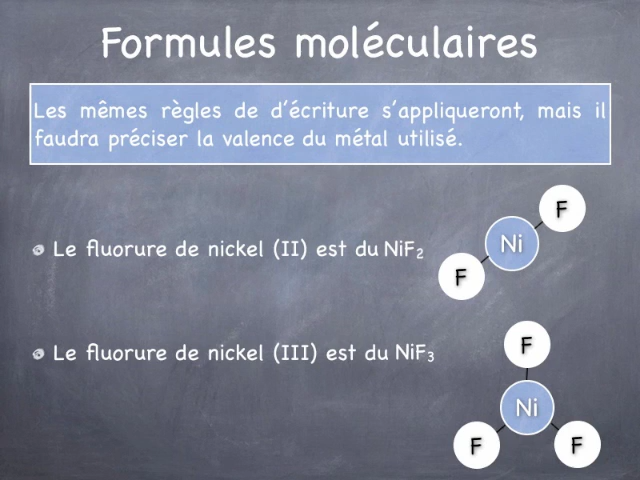 Formules moléculaires
Les mêmes règles de d'écriture s'appliqueront, mais il
faudra préciser la valence du métal utilisé.
F
Ni
Le fluorure de nickel (II) est du NiF₂
F
F
Le fluorure de nickel (III) est du NiF₃
Ni
F
F